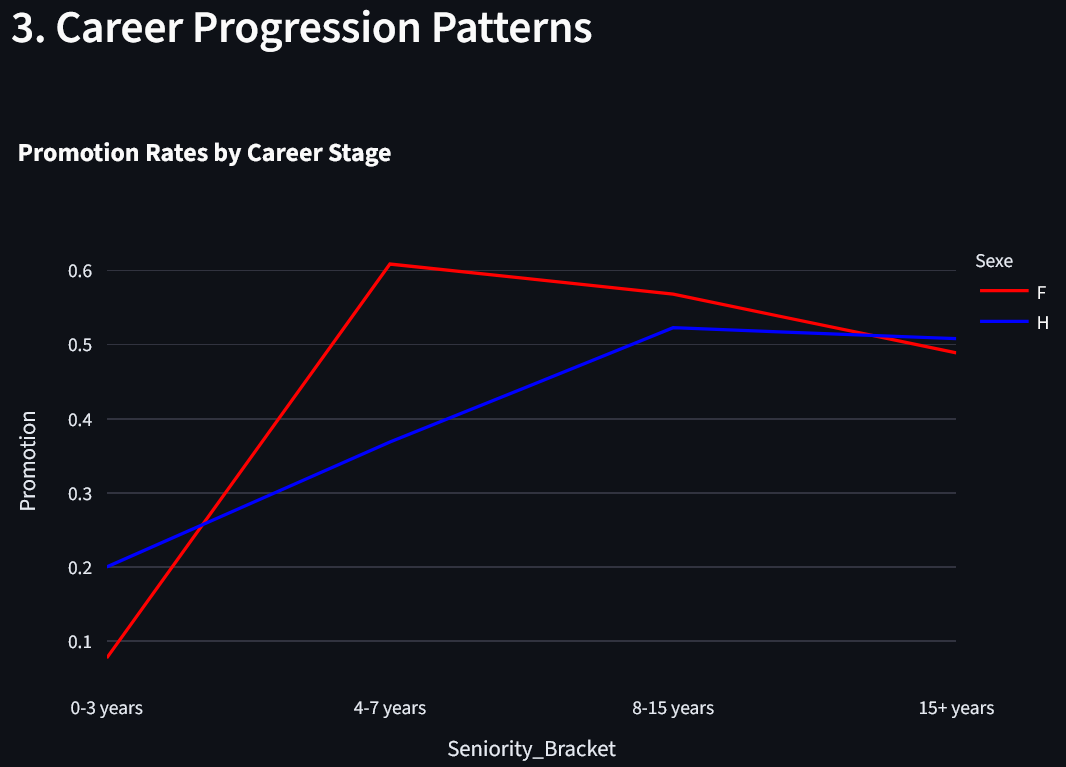 3. Career Progression Patterns
Promotion Rates by Career Stage
Sexe
F
H
Promotion
0.6
0.5
0.4
0.3
0.2
0.1
0-3 years 4-7 years 8-15 years 15+ years
Seniority_Bracket